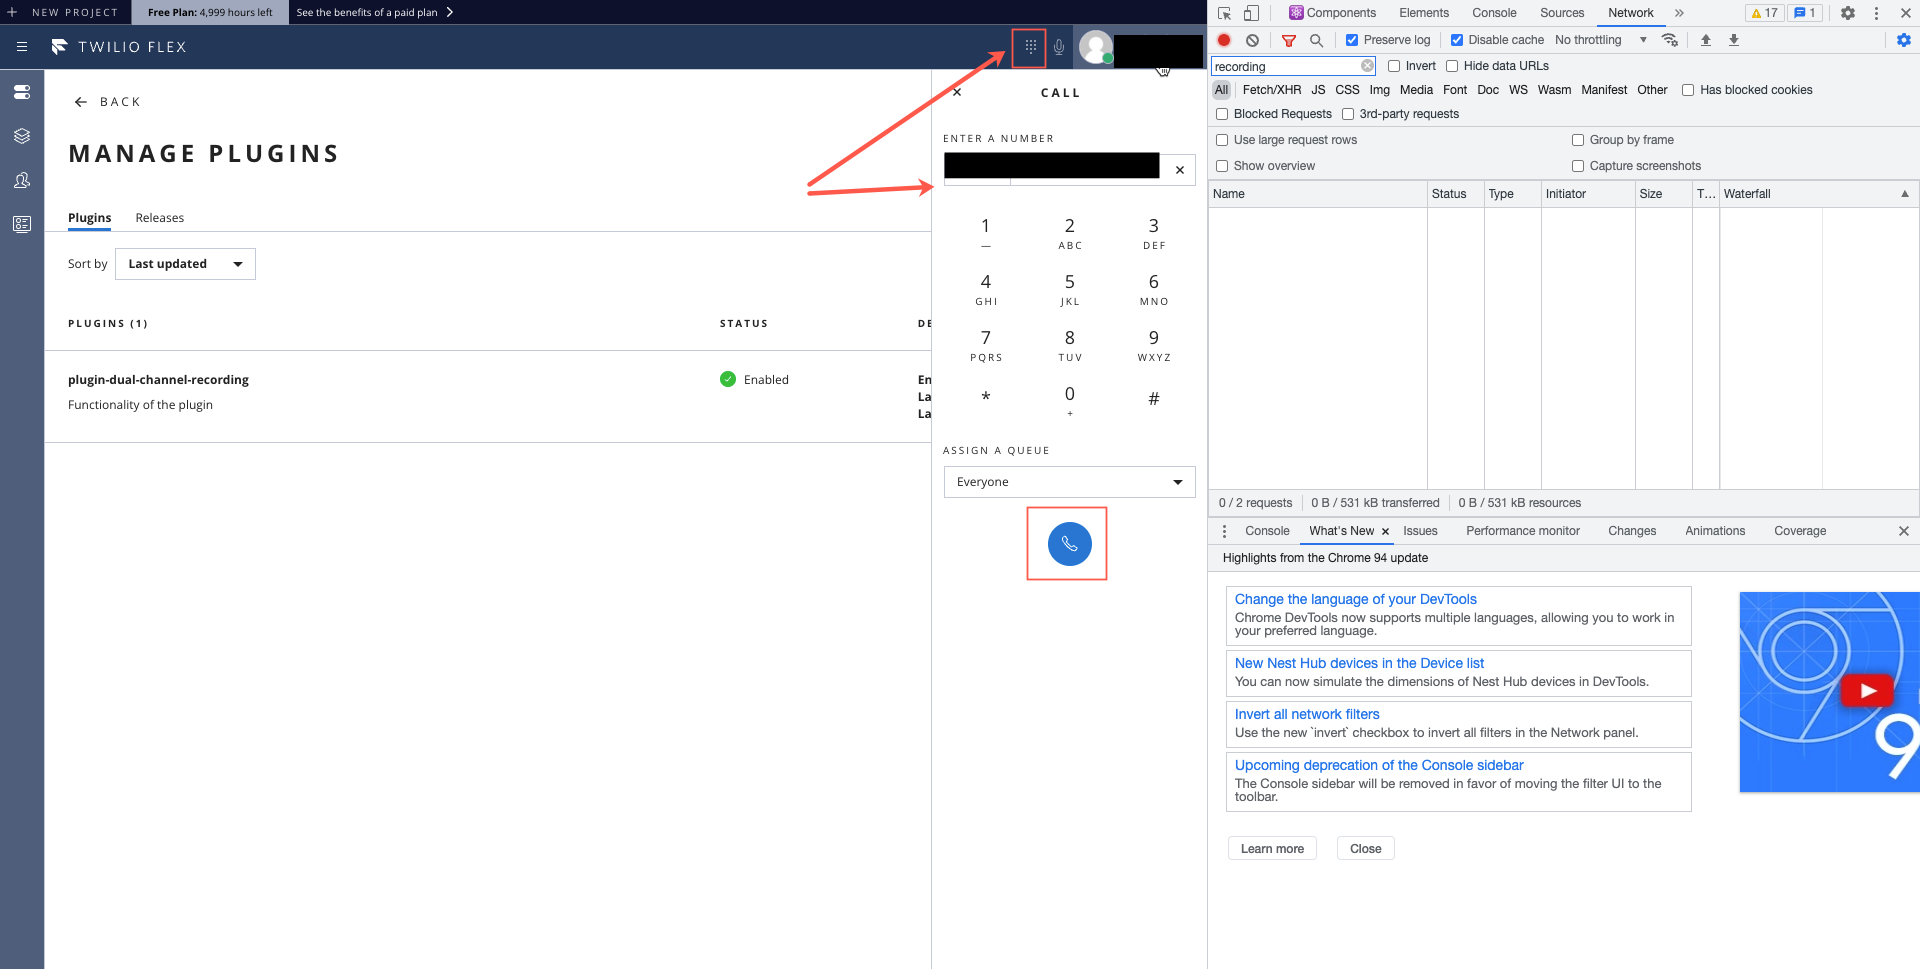 NEW PROJECT
Free Plan: 4,999 hours left
See the benefits of a paid plan
TWILIO FLEX
BACK
MANAGE PLUGINS
Plugins
Releases
Sort by
Last updated
PLUGINS (1)
STATUS
DE
plugin-dual-channel-recording
Functionality of the plugin
Enabled
En
La
La
CALL
ENTER A NUMBER
1
2 ABC
3 DEF
4 GHI
5 JKL
6 MNO
7 PQRS
8 TUV
9 WXYZ
*
0 +
#
ASSIGN A QUEUE
Everyone
Components
Elements
Console
Sources
Network
17
1
Preserve log
Disable cache
No throttling
recording
Invert
Hide data URLs
All
Fetch/XHR JS CSS Img Media Font Doc WS Wasm Manifest Other
Has blocked cookies
Blocked Requests
3rd-party requests
Use large request rows
Group by frame
Show overview
Capture screenshots
Name
Status
Type
Initiator
Size
T...
Waterfall
0 / 2 requests
0 B / 531 kB transferred
0 B / 531 kB resources
Console
What's New
Issues
Performance monitor
Changes
Animations
Coverage
Highlights from the Chrome 94 update
Change the language of your DevTools
Chrome DevTools now supports multiple languages, allowing you to work in
your preferred language.
New Nest Hub devices in the Device list
You can now simulate the dimensions of Nest Hub devices in DevTools.
Invert all network filters
Use the new `invert` checkbox to invert all filters in the Network panel.
Upcoming deprecation of the Console sidebar
The Console sidebar will be removed in favor of moving the filter UI to the
toolbar.
Learn more
Close
9